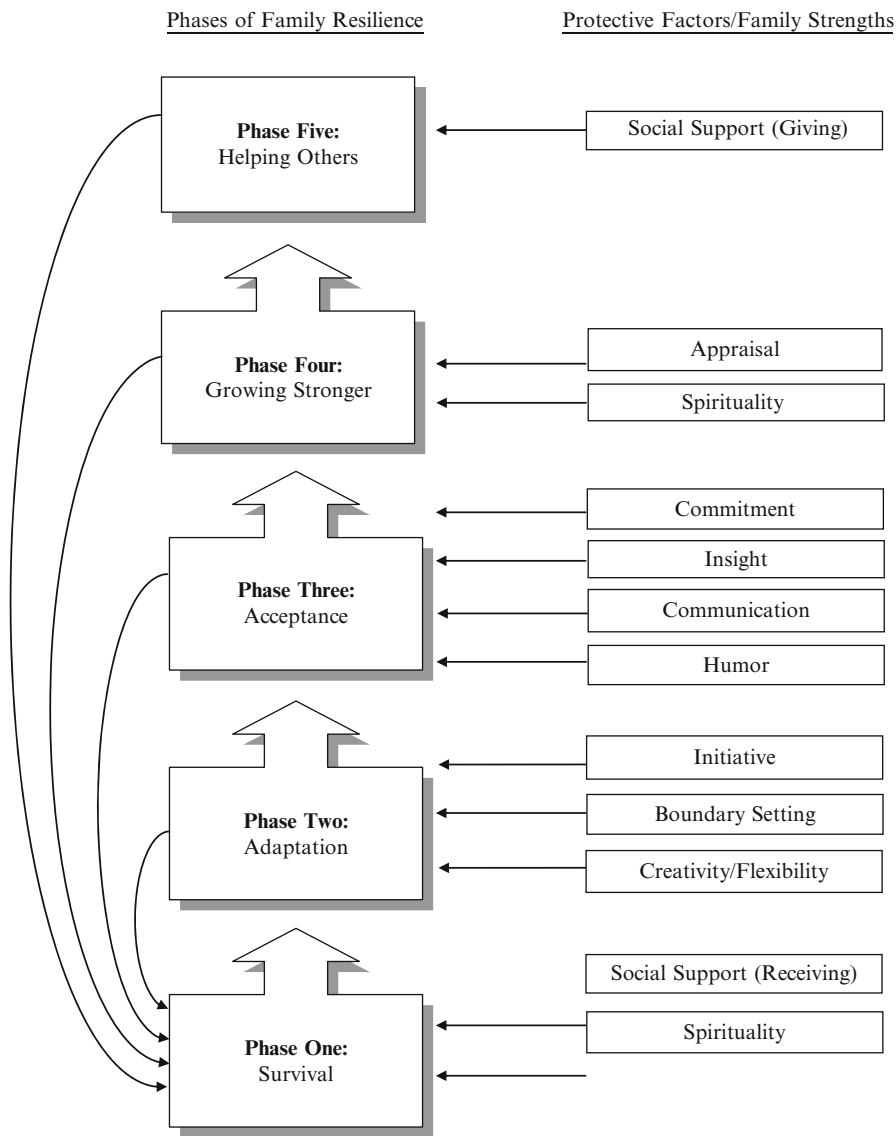 Phases of Family Resilience
Protective Factors/Family Strengths
Phase Five:
Helping Others
Social Support (Giving)
Phase Four:
Growing Stronger
Appraisal
Spirituality
Commitment
Phase Three:
Acceptance
Insight
Communication
Humor
Initiative
Phase Two:
Adaptation
Boundary Setting
Creativity/Flexibility
Social Support (Receiving)
Phase One:
Survival
Spirituality